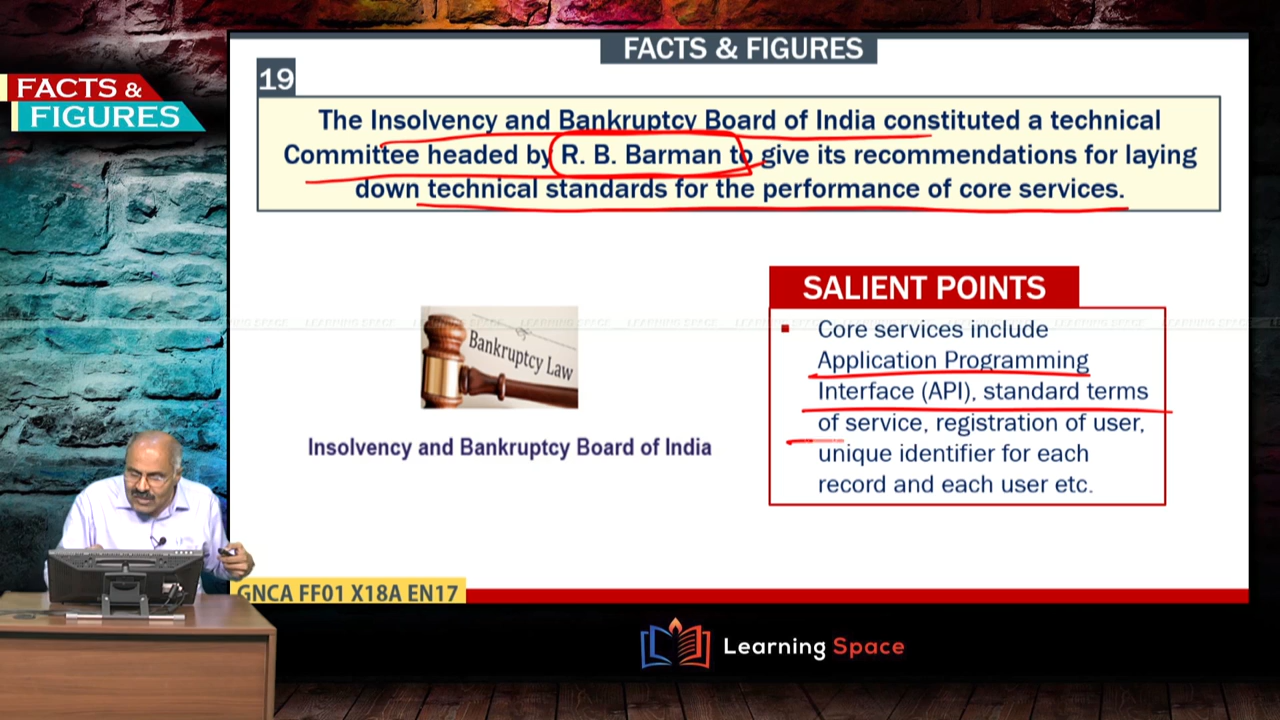 FACTS & FIGURES
FACTS &
FIGURES
19
The Insolvency and Bankruptcy Board of India constituted a technical
Committee headed by R. B. Barman to give its recommendations for laying
down technical standards for the performance of core services.
SALIENT POINTS
Core services include
Application Programming
Interface (API), standard terms
of service, registration of user,
unique identifier for each
record and each user etc.
Bankruptcy Law
Insolvency and Bankruptcy Board of India
LEARNING SPACE
GNCA FF01 X18A EN17
Learning Space